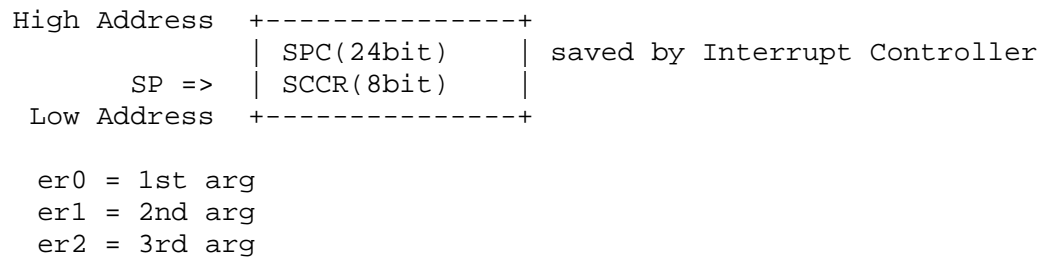 High Address  +---------------+
              | SPC(24bit)    | saved by Interrupt Controller
       SP =>  | SCCR(8bit)    |
 Low Address  +---------------+
 er0 = 1st arg
 er1 = 2nd arg
 er2 = 3rd arg